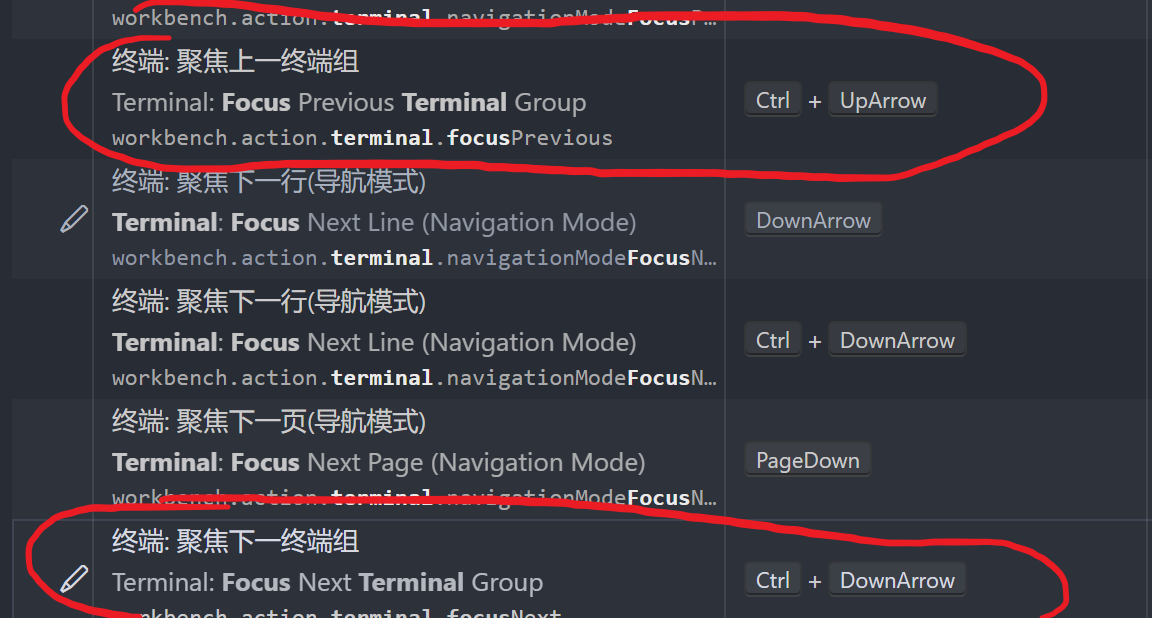 workbench.action.terminal.navigationModeFocusP…
终端: 聚焦上一终端组
Terminal: Focus Previous Terminal Group
Ctrl + UpArrow
workbench.action.terminal.focusPrevious
终端: 聚焦下一行(导航模式)
Terminal: Focus Next Line (Navigation Mode)
DownArrow
workbench.action.terminal.navigationModeFocusN…
终端: 聚焦下一行(导航模式)
Terminal: Focus Next Line (Navigation Mode)
Ctrl + DownArrow
workbench.action.terminal.navigationModeFocusN…
终端: 聚焦下一页(导航模式)
Terminal: Focus Next Page (Navigation Mode)
PageDown
workbench.action.terminal.navigationModeFocusN…
终端: 聚焦下一终端组
Terminal: Focus Next Terminal Group
Ctrl + DownArrow
workbench.action.terminal.focusNext